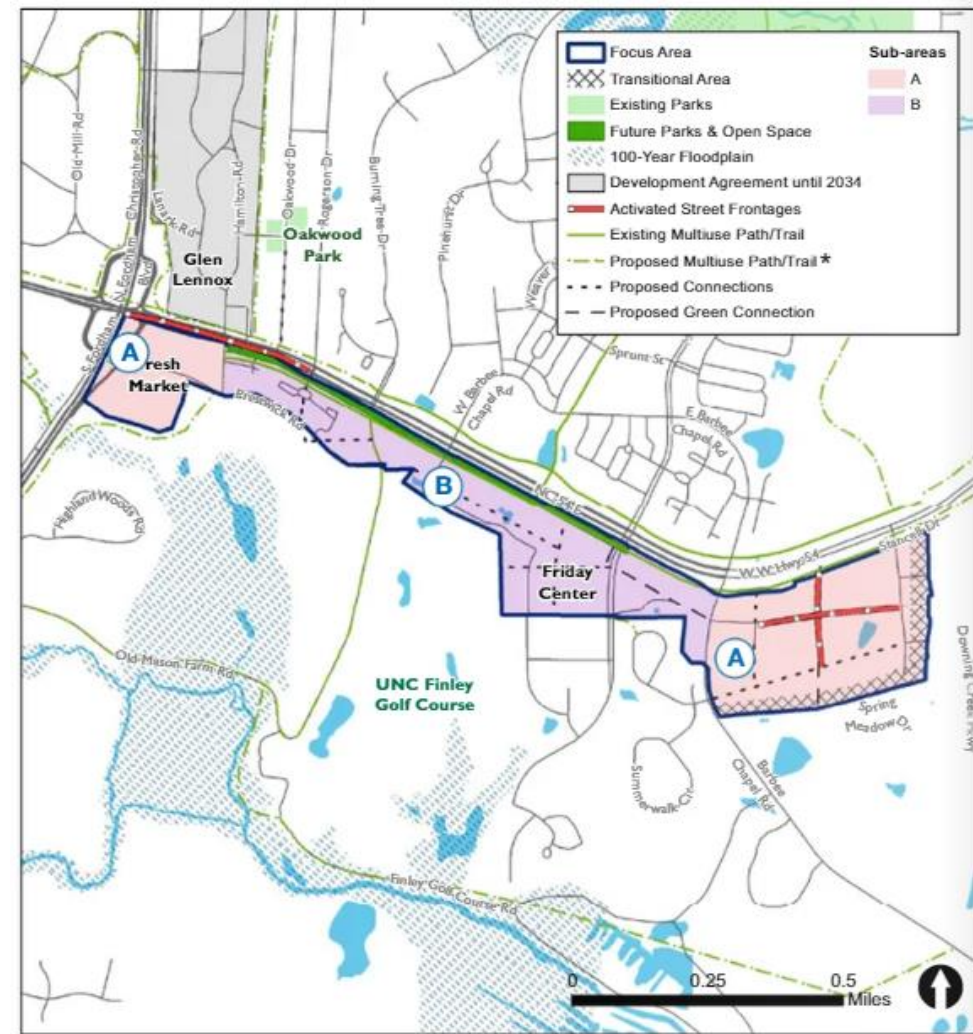 Focus Area
Transitional Area
Existing Parks
Future Parks & Open Space
100-Year Floodplain
Development Agreement until 2034
Activated Street Frontages
Existing Multiuse Path/Trail
Proposed Multiuse Path/Trail *
Proposed Connections
Proposed Green Connection
Sub-areas
A
B
Old-Mill-Rd
N Fordham
Blvd
Christopher-Rd
Lanark-Rd
Hamilton-Rd
Oakwood-Dr
Rogerson-Dr
Burning Tree-Dr
Pinehurst-Dr
Weaver
Sprunt-St
Oakwood
Park
Glen
Lennox
S Fordham
A
resh
Market
Prestwick Rd
W Barbee
Chapel Rd
E Barbee
Chapel Rd
B
NC 54 E
W NC Hwy 54
Stancell Dr
Friday
Center
A
Highland Woods Rd
Old-Mason Farm-Rd
UNC Finley
Golf Course
Spring
Meadow Dr
Downing Creek Pkwy
Summerwalk-Cir
Barbee
Chapel Rd
Finley Golf Course Rd
0
0.25
0.5
Miles